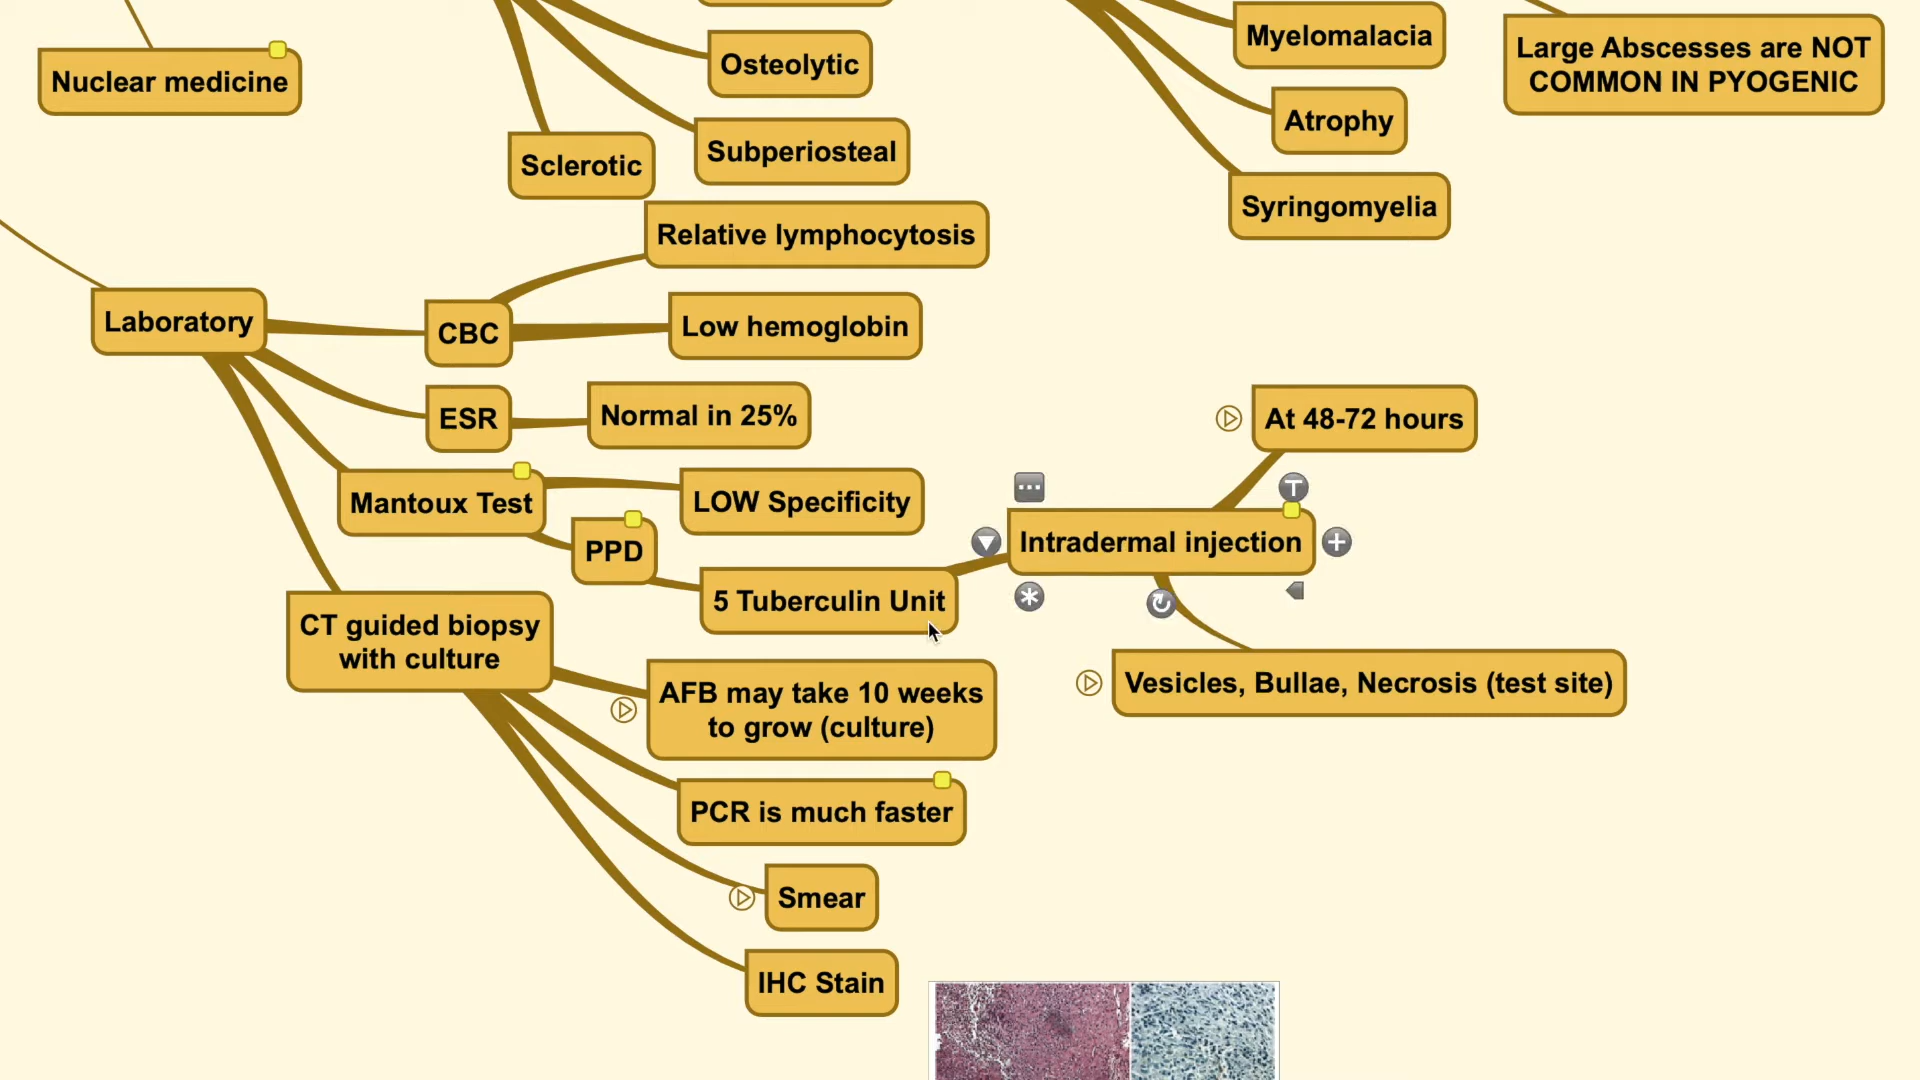 Nuclear medicine
Osteolytic
Subperiosteal
Sclerotic
Myelomalacia
Atrophy
Syringomyelia
Large Abscesses are NOT
COMMON IN PYOGENIC
Laboratory
CBC
Relative lymphocytosis
Low hemoglobin
ESR
Normal in 25%
Mantoux Test
LOW Specificity
PPD
5 Tuberculin Unit
Intradermal injection
At 48-72 hours
Vesicles, Bullae, Necrosis (test site)
CT guided biopsy
with culture
AFB may take 10 weeks
to grow (culture)
PCR is much faster
Smear
IHC Stain